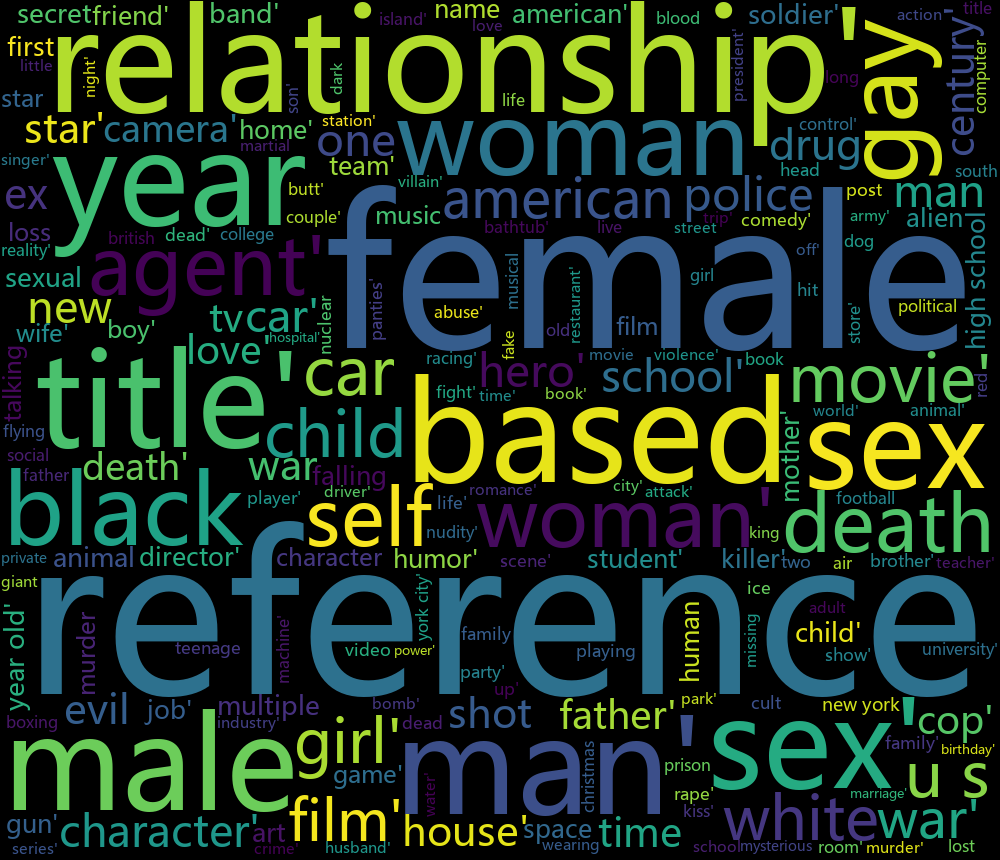 secret
friend'
band'
name
american'
blood
soldier'
action'
title
first
little
relationship'
island'
love
president'
long
gay
century
computer
night'
son'
dark
life
star
star'
camera'
home'
martial
station'
one
team'
woman
control'
drug
head
south
singer'
year
butt'
villain'
ex
couple'
music
american
police
post
man
loss
british
dead'
college
bathtub'
live
street
trip'
comedy'
army'
alien
reality'
sexual
agent'
female
musical
girl
off'
dog
high school
new
panties'
restaurant'
hit
store'
political
wife'
boy'
tv
car'
hospital'
nuclear
abuse'
fake
old
film
talking
title'
love'
car
racing'
hero'
movie
violence'
book
movie'
red
flying
child
fight'
time'
book'
school'
based
mother'
sex
world'
animal'
social
father
death'
war
falling
black
player'
driver'
self
life'
romance'
city'
attack'
woman'
football
death
nudity'
king
private
animal
director'
character
humor'
scene'
student'
killer'
two
air
brother'
teacher'
giant
reference
york city'
ice
adult
year old'
murder
teenage
machine'
video
power'
family
playing
human
missing
child'
show'
university'
party'
up'
boxing
evil
job'
multiple
industry'
bomb'
dead
shot
father'
park'
cult
new york
cop'
male
girl'
game'
man'
water'
christmas
prison
sex'
family'
birthday'
rape'
kiss'
marriage'
u s
gun'
series'
character'
art
crime'
film'
husband'
house'
space
wearing
time
school
white
mysterious
room'
war'
murder'
lost